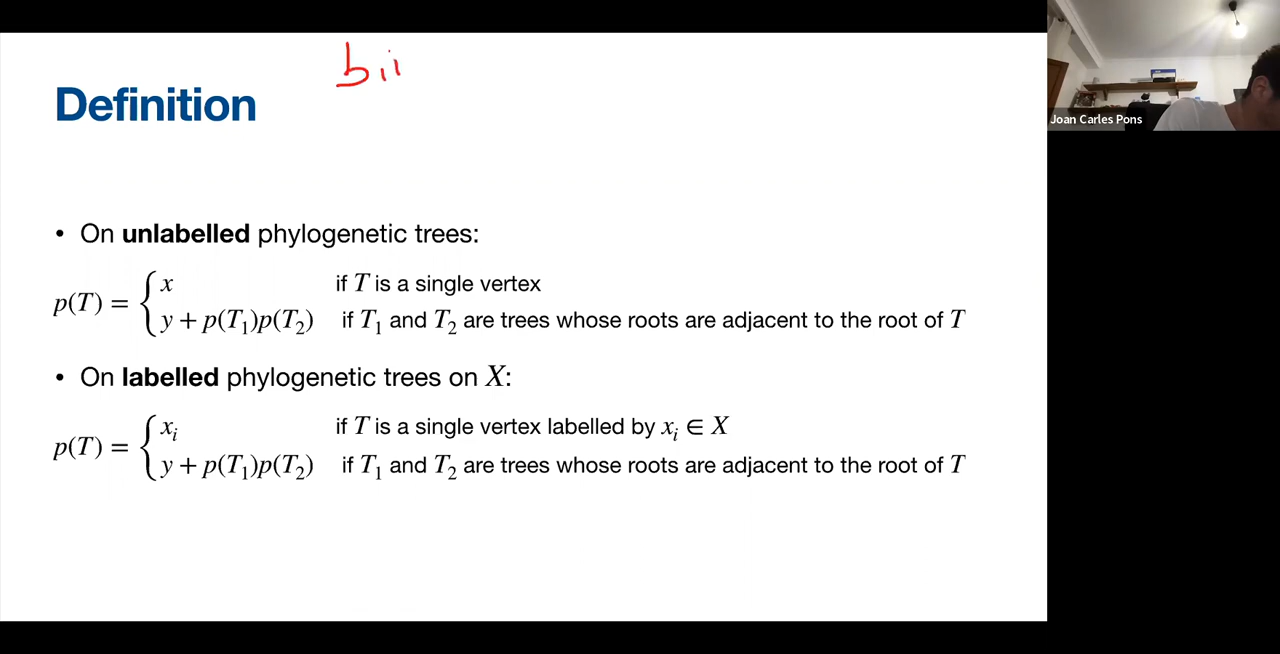 bii
Definition
• On unlabelled phylogenetic trees:
p(T) = { x if T is a single vertex
y + p(T₁)p(T₂) if T₁ and T₂ are trees whose roots are adjacent to the root of T
• On labelled phylogenetic trees on X:
p(T) = { xᵢ if T is a single vertex labelled by xᵢ ∈ X
y + p(T₁)p(T₂) if T₁ and T₂ are trees whose roots are adjacent to the root of T
Joan Carles Pons